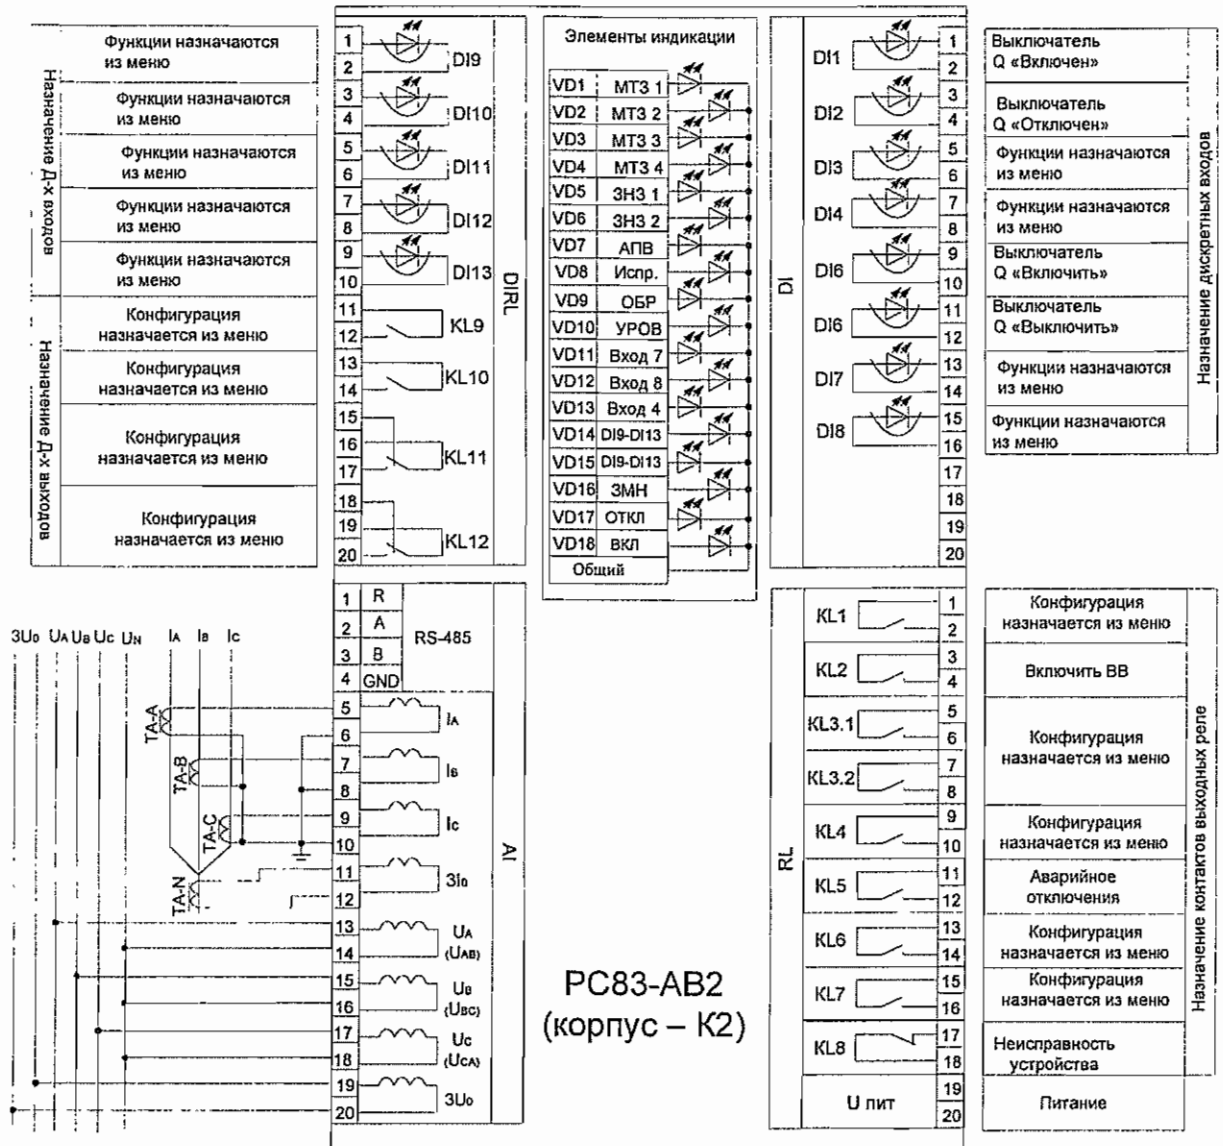 Назначение Д-х входов
Функции назначаются
из меню
Функции назначаются
из меню
Функции назначаются
из меню
Функции назначаются
из меню
Функции назначаются
из меню
Назначение Д-х выходов
Конфигурация
назначается из меню
Конфигурация
назначается из меню
Конфигурация
назначается из меню
Конфигурация
назначается из меню
1
2
DI9
3
4
DI10
5
6
DI11
7
8
DI12
9
10
DI13
11
12
KL9
13
14
KL10
15
16
17
KL11
18
19
20
KL12
DIRL
Элементы индикации
VD1 МТЗ 1
VD2 МТЗ 2
VD3 МТЗ 3
VD4 МТЗ 4
VD5 ЗНЗ 1
VD6 ЗНЗ 2
VD7 АПВ
VD8 Испр.
VD9 ОБР
VD10 УРОВ
VD11 Вход 7
VD12 Вход 8
VD13 Вход 4
VD14 DI9-DI13
VD15 DI9-DI13
VD16 ЗМН
VD17 ОТКЛ
VD18 ВКЛ
Общий
DI
DI1
1
2
DI2
3
4
DI3
5
6
DI4
7
8
DI6
9
10
DI6
11
12
DI7
13
14
DI8
15
16
17
18
19
20
Выключатель
Q «Включен»
Выключатель
Q «Отключен»
Функции назначаются
из меню
Функции назначаются
из меню
Выключатель
Q «Включить»
Выключатель
Q «Выключить»
Функции назначаются
из меню
Функции назначаются
из меню
Назначение дискретных входов
3U0 UA UB UC UN IA IB IC
TA-A
TA-B
TA-C
TA-N
1 R
2 A
3 B
4 GND
RS-485
5
6
IA
7
8
IB
9
10
IC
11
12
3I0
13
14
UA
(UAB)
15
16
UB
(UBC)
17
18
UC
(UCA)
19
20
3U0
AI
РС83-АВ2
(корпус – К2)
RL
KL1
1
2
KL2
3
4
KL3.1
5
6
KL3.2
7
8
KL4
9
10
KL5
11
12
KL6
13
14
KL7
15
16
KL8
17
18
U пит
19
20
Конфигурация
назначается из меню
Включить ВВ
Конфигурация
назначается из меню
Конфигурация
назначается из меню
Аварийное
отключения
Конфигурация
назначается из меню
Конфигурация
назначается из меню
Неисправность
устройства
Питание
Назначение контактов выходных реле